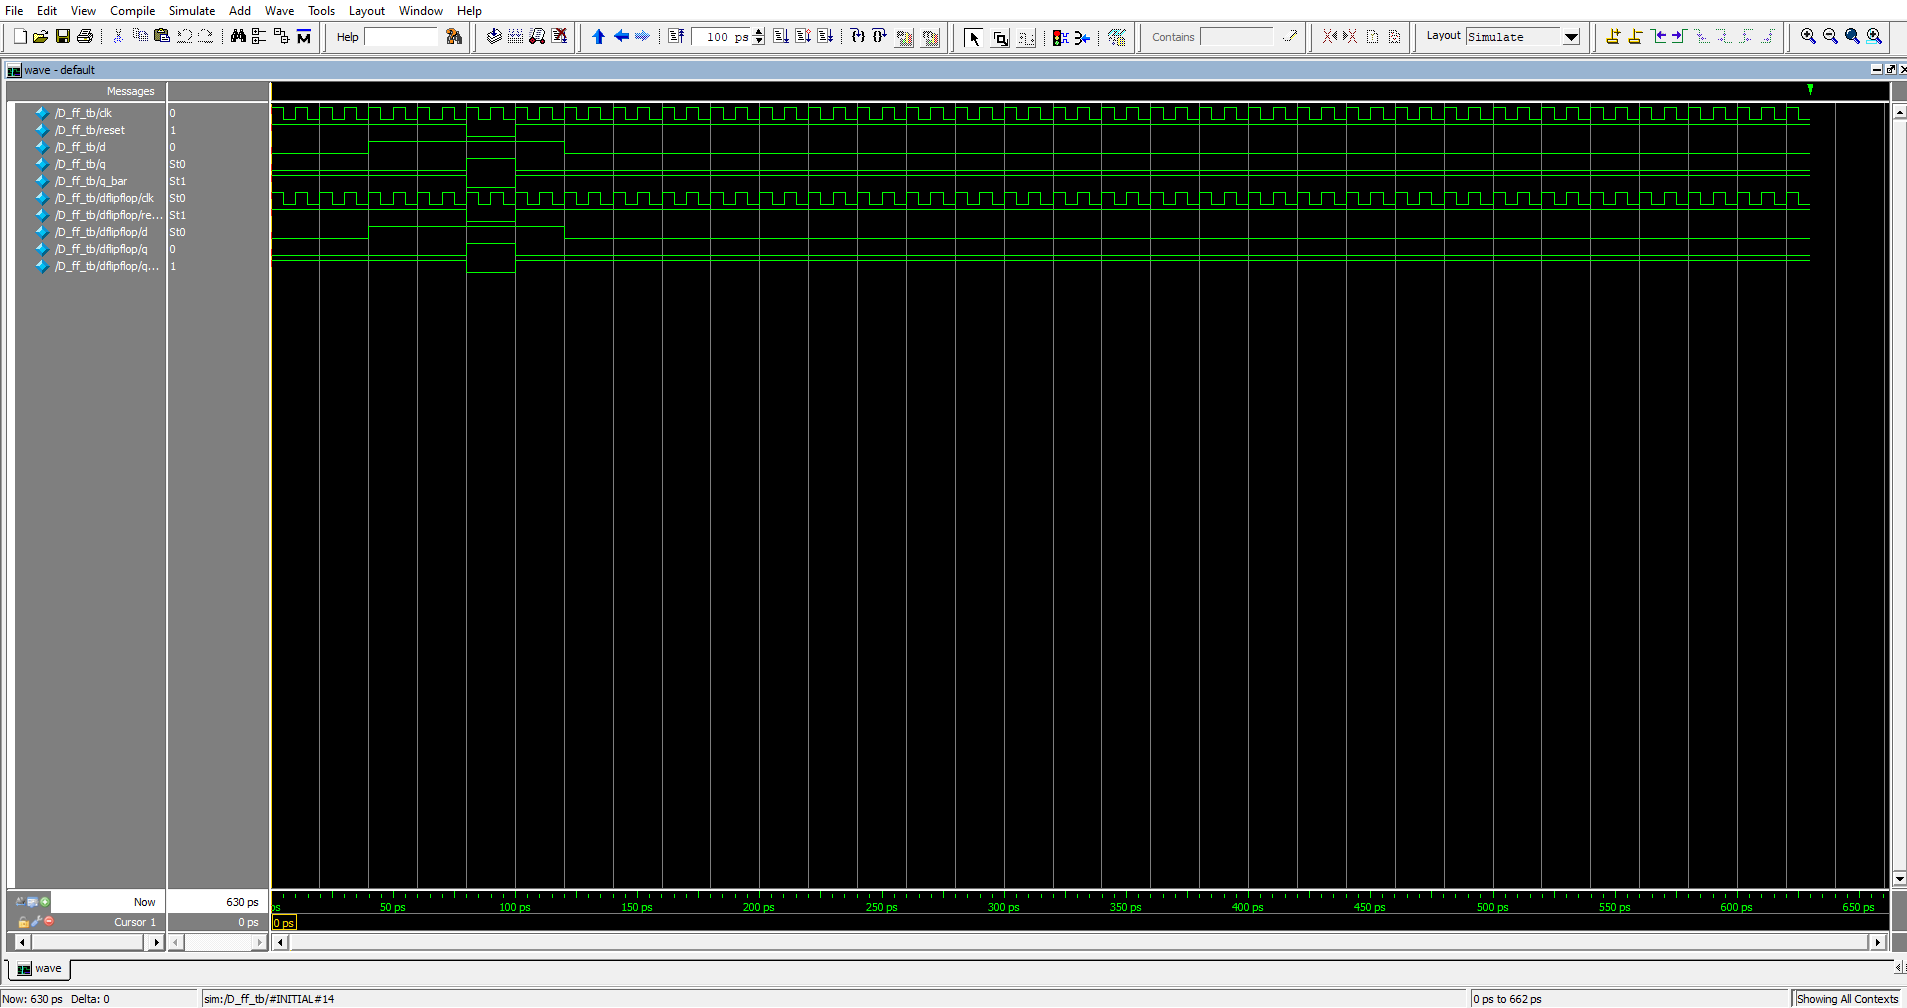 File Edit View Compile Simulate Add Wave Tools Layout Window Help
Help 100 ps Contains Layout Simulate
wave - default
Messages
/D_ff_tb/clk 0
/D_ff_tb/reset 1
/D_ff_tb/d 0
/D_ff_tb/q St0
/D_ff_tb/q_bar St1
/D_ff_tb/dflipflop/clk St0
/D_ff_tb/dflipflop/re... St1
/D_ff_tb/dflipflop/d St0
/D_ff_tb/dflipflop/q 0
/D_ff_tb/dflipflop/q... 1
Now 630 ps ps 50 ps 100 ps 150 ps 200 ps 250 ps 300 ps 350 ps 400 ps 450 ps 500 ps 550 ps 600 ps 650 ps
Cursor 1 0 ps 0 ps
wave
Now: 630 ps Delta: 0 sim:/D_ff_tb/#INITIAL#14 0 ps to 662 ps Showing All Contexts